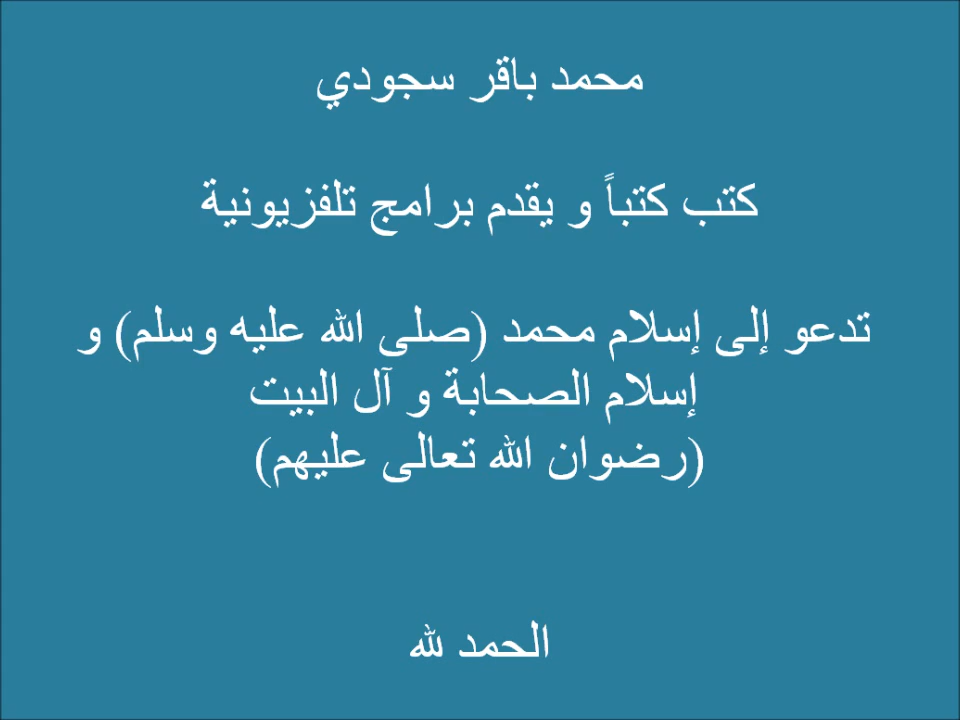 محمد باقر سجودي
كتب كتباً و يقدم برامج تلفزيونية
تدعو إلى إسلام محمد (صلى الله عليه وسلم) و
إسلام الصحابة و آل البيت
(رضوان الله تعالى عليهم)
الحمد لله